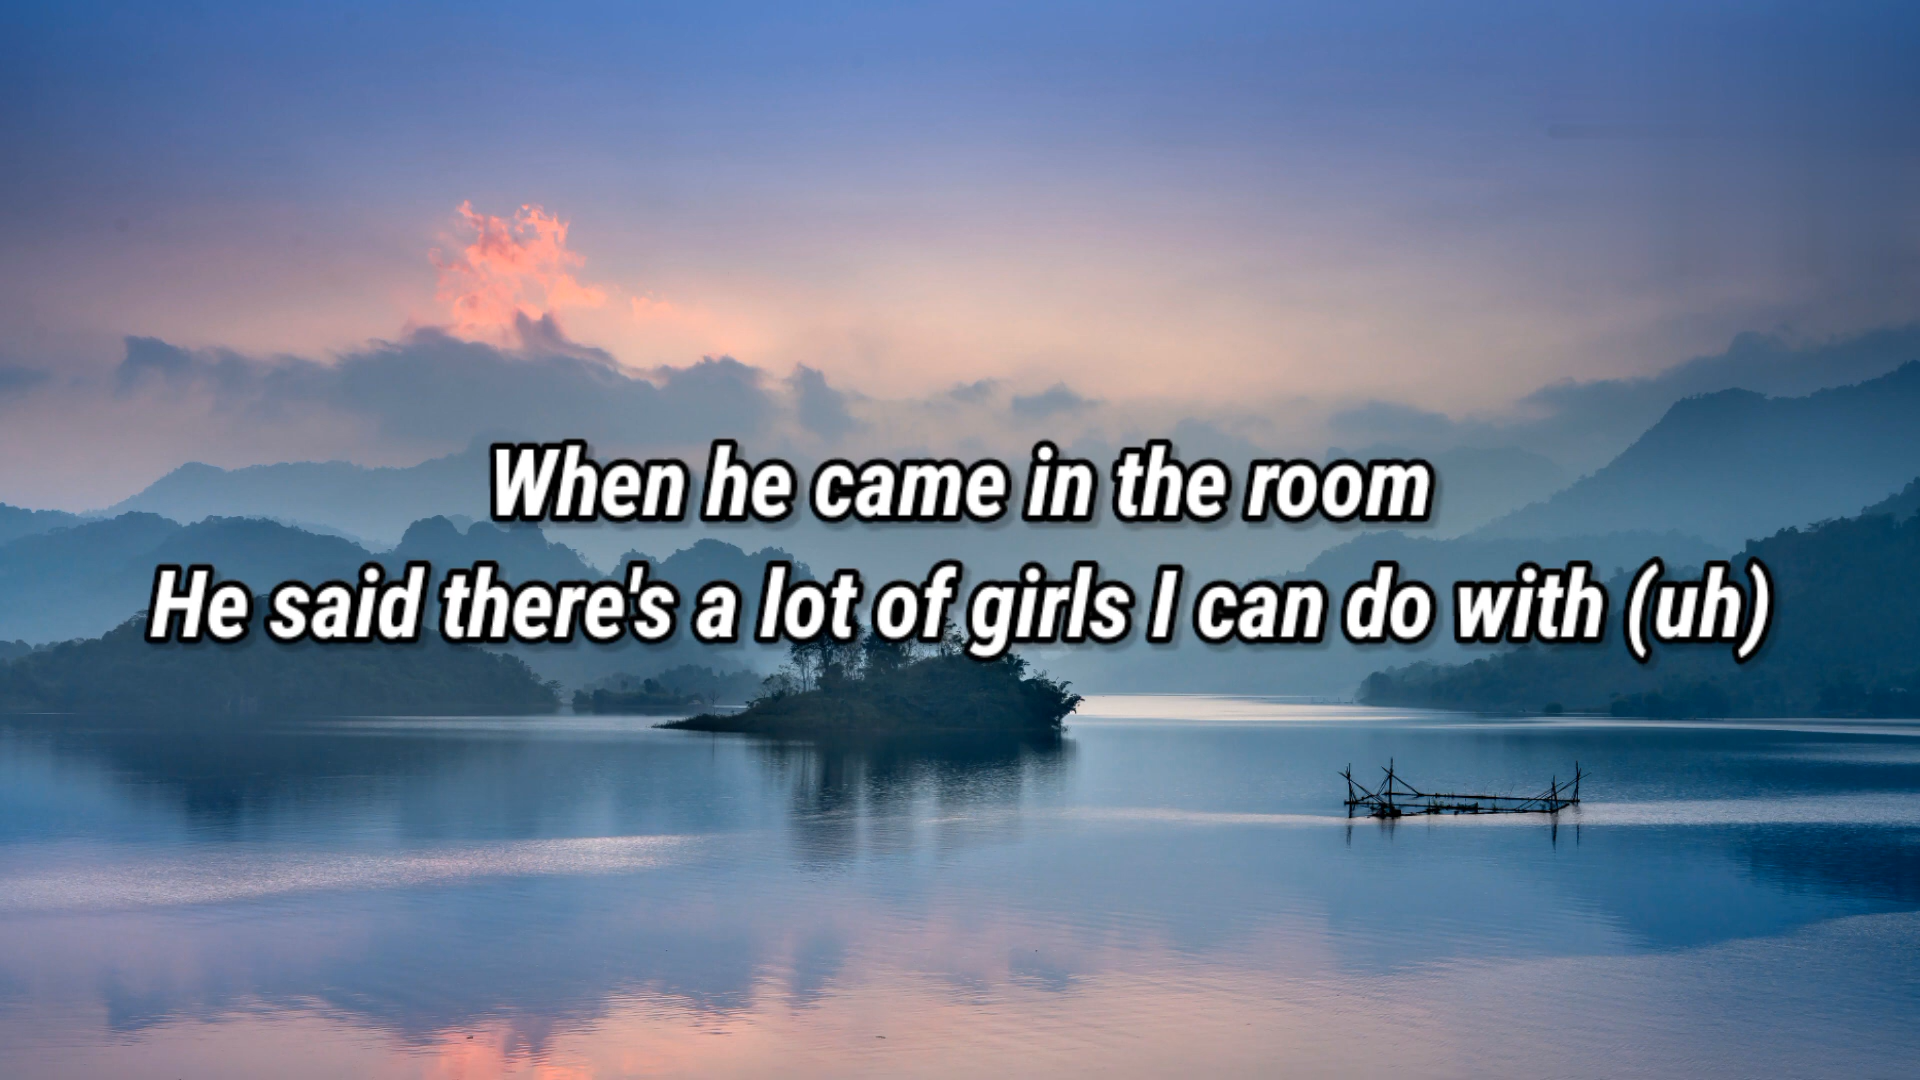 When he came in the room
He said there's a lot of girls I can do with (uh)